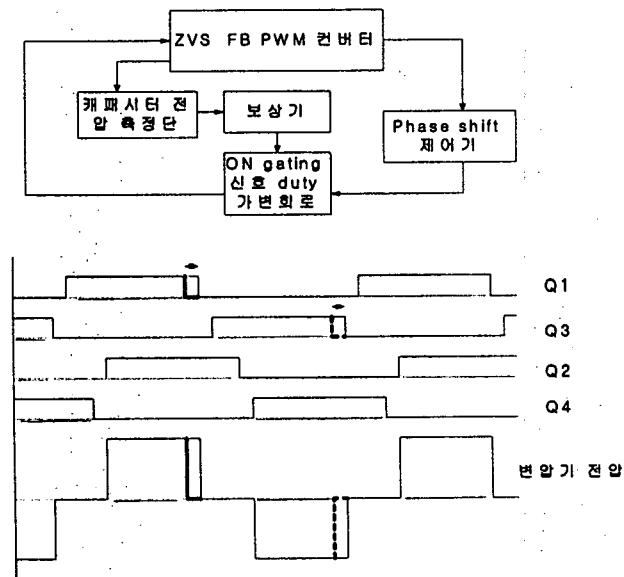 ZVS FB PWM 컨버터
캐패시터 전
압 측정단
보상기
Phase shift
제어기
ON gating
신호 duty
가변회로
Q1
Q3
Q2
Q4
변압기 전압